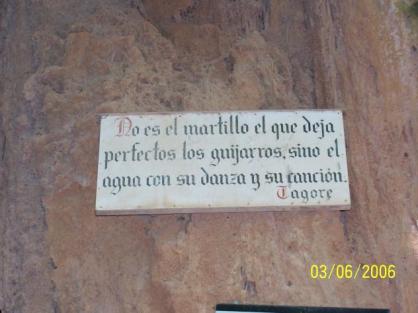 No es el martillo el que deja
perfectos los guijarros, sino el
agua con su danza y su canción.
Tagore
03/06/2006